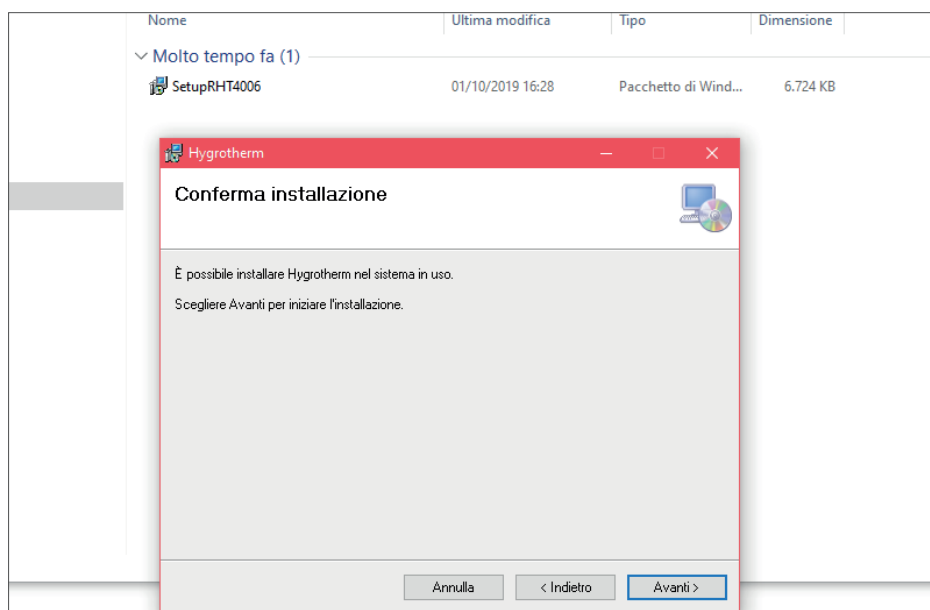 Nome Ultima modifica Tipo Dimensione
Molto tempo fa (1)
SetupRHT4006 01/10/2019 16:28 Pacchetto di Wind... 6.724 KB
Hygrotherm
Conferma installazione
È possibile installare Hygrotherm nel sistema in uso.
Scegliere Avanti per iniziare l'installazione.
Annulla < Indietro Avanti >